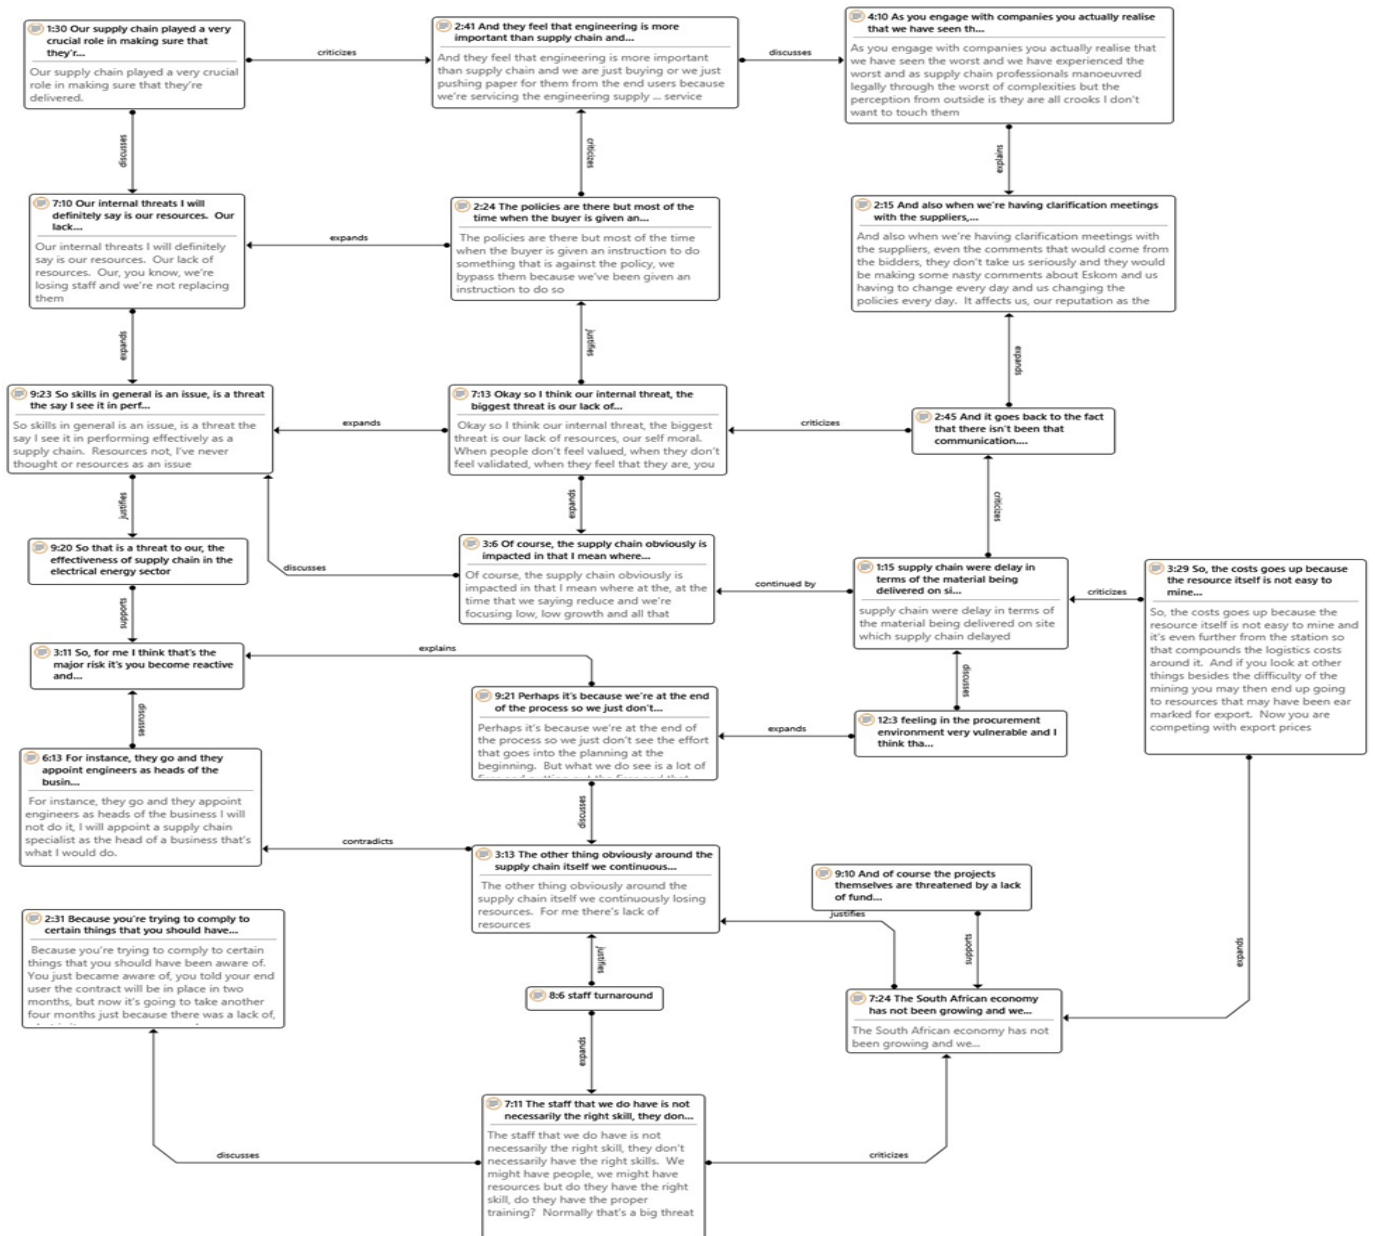 1:30 Our supply chain played a very
crucial role in making sure that
they'r...
Our supply chain played a very crucial
role in making sure that they're
delivered.
criticizes
2:41 And they feel that engineering is more
important than supply chain and...
And they feel that engineering is more important
than supply chain and we are just buying or we just
pushing paper for them from the end users because
we're servicing the engineering supply ... service
discusses
4:10 As you engage with companies you actually realise
that we have seen th...
As you engage with companies you actually realise that
we have seen the worst and we have experienced the
worst and as supply chain professionals manoeuvred
legally through the worst of complexities but the
perception from outside is they are all crooks I don't
want to touch them
discusses
criticizes
explains
7:10 Our internal threats I will
definitely say is our resources. Our
lack...
Our internal threats I will definitely
say is our resources. Our lack of
resources. Our, you know, we're
losing staff and we're not replacing
them
expands
2:24 The policies are there but most of the
time when the buyer is given an...
The policies are there but most of the time
when the buyer is given an instruction to do
something that is against the policy, we
bypass them because we've been given an
instruction to do so
2:15 And also when we're having clarification meetings
with the suppliers,...
And also when we're having clarification meetings with
the suppliers, even the comments that would come from
the bidders, they don't take us seriously and they would
be making some nasty comments about Eskom and us
having to change every day and us changing the
policies every day. It affects us, our reputation as the
expands
justifies
expands
9:23 So skills in general is an issue, is a threat
the say I see it in perf...
So skills in general is an issue, is a threat the
say I see it in performing effectively as a
supply chain. Resources not, I've never
thought or resources as an issue
expands
7:13 Okay so I think our internal threat, the
biggest threat is our lack of...
Okay so I think our internal threat, the biggest
threat is our lack of resources, our self moral.
When people don't feel valued, when they don't
feel validated, when they feel that they are, you
criticizes
2:45 And it goes back to the fact
that there isn't been that
communication....
justifies
expands
criticizes
9:20 So that is a threat to our, the
effectiveness of supply chain in the
electrical energy sector
discusses
3:6 Of course, the supply chain obviously is
impacted in that I mean where...
Of course, the supply chain obviously is
impacted in that I mean where at the, at the
time that we saying reduce and we're
focusing low, low growth and all that
continued by
1:15 supply chain were delay in
terms of the material being
delivered on si...
supply chain were delay in terms of
the material being delivered on site
which supply chain delayed
criticizes
3:29 So, the costs goes up because
the resource itself is not easy to
mine...
So, the costs goes up because the
resource itself is not easy to mine and
it's even further from the station so
that compounds the logistics costs
around it. And if you look at other
things besides the difficulty of the
mining you may then end up going
to resources that may have been ear
marked for export. Now you are
competing with export prices
supports
3:11 So, for me I think that's the
major risk it's you become reactive
and...
explains
discusses
discusses
9:21 Perhaps it's because we're at the end
of the process so we just don't...
Perhaps it's because we're at the end of
the process so we just don't see the effort
that goes into the planning at the
beginning. But what we do see is a lot of
expands
12:3 feeling in the procurement
environment very vulnerable and I
think tha...
6:13 For instance, they go and they
appoint engineers as heads of the
busin...
For instance, they go and they appoint
engineers as heads of the business I will
not do it, I will appoint a supply chain
specialist as the head of a business that's
what I would do.
discusses
contradicts
3:13 The other thing obviously around the
supply chain itself we continuous...
The other thing obviously around the
supply chain itself we continuously losing
resources. For me there's lack of
resources
9:10 And of course the projects
themselves are threatened by a lack
of fund...
justifies
supports
expands
2:31 Because you're trying to comply to
certain things that you should have...
Because you're trying to comply to certain
things that you should have been aware of.
You just became aware of, you told your end
user the contract will be in place in two
months, but now it's going to take another
four months just because there was a lack of,
justifies
8:6 staff turnaround
7:24 The South African economy
has not been growing and we...
The South African economy has not
been growing and we...
expands
7:11 The staff that we do have is not
necessarily the right skill, they don...
The staff that we do have is not
necessarily the right skill, they don't
necessarily have the right skills. We
might have people, we might have
resources but do they have the right
skill, do they have the proper
training? Normally that's a big threat
discusses
criticizes